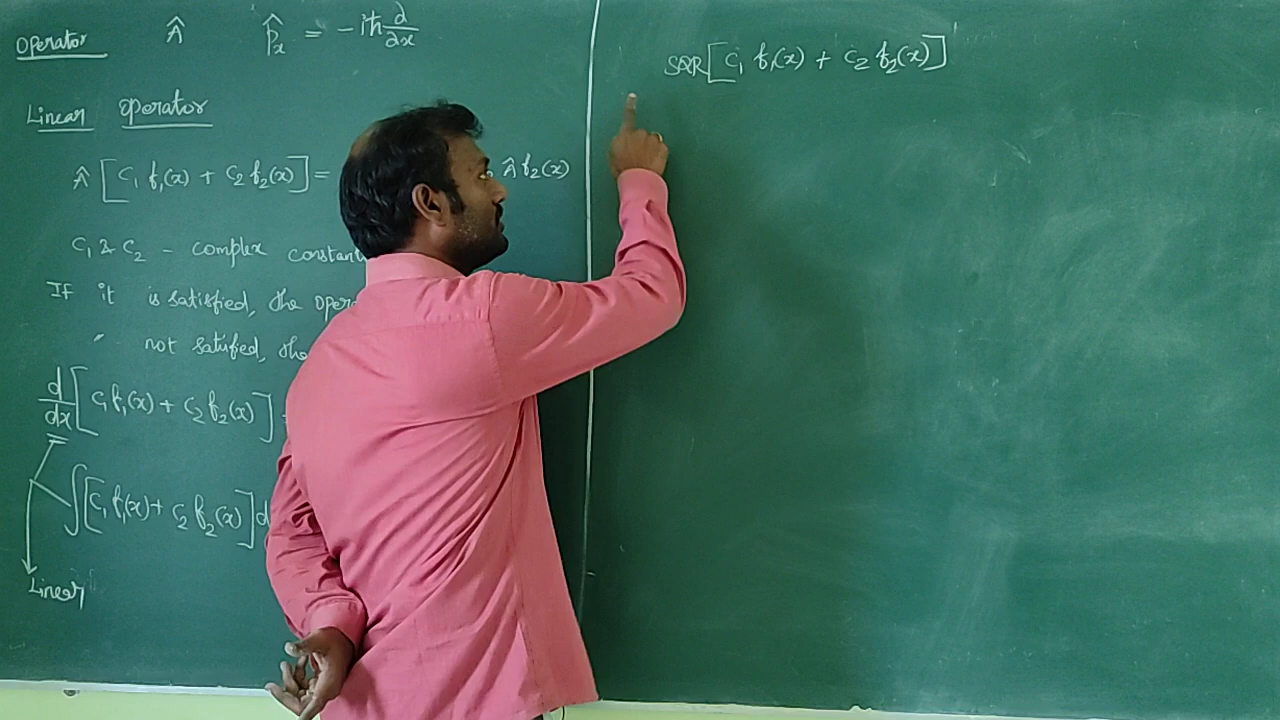 Operator Â p̂x = -iħ ∂/∂x
Linear Operator
Â [c1 f1(x) + c2 f2(x)] = Â f2(x)
c1 & c2 - complex constant
If it is satisfied, the oper
" not satisfied, the
d/dx [c1 f1(x) + c2 f2(x)]
∫ [c1 f1(x) + c2 f2(x)] d
Linear
SQR [c1 f1(x) + c2 f2(x)]